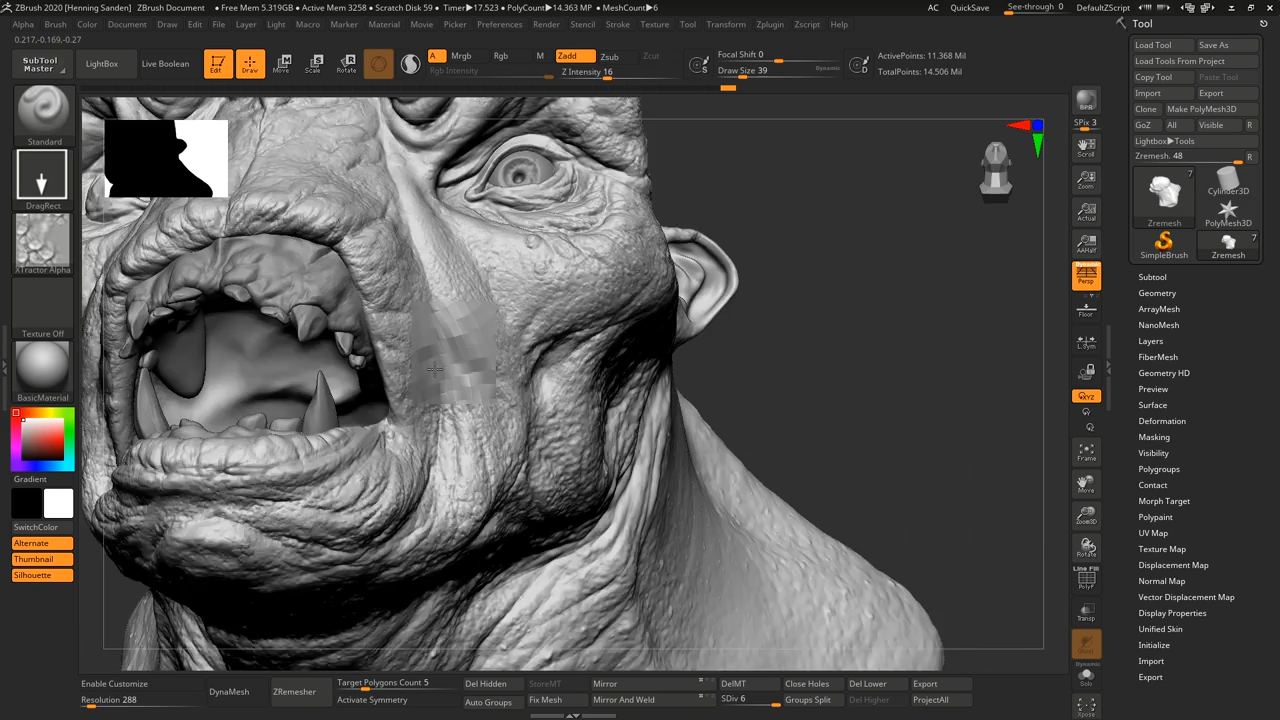 ZBrush 2020 [Henning Sanden] ZBrush Document • Free Mem 5.319GB • Active Mem 3258 • Scratch Disk 59 • Timer▶17.523 • PolyCount▶14.363 MP • MeshCount▶6 AC QuickSave See-through 0 DefaultZScript
Alpha Brush Color Document Draw Edit File Layer Light Macro Marker Material Movie Picker Preferences Render Stencil Stroke Texture Tool Transform Zplugin Zscript Help
0.217,-0.169,-0.27
SubTool Master LightBox Live Boolean Edit Draw Move Scale Rotate A Mrgb Rgb M Zadd Zsub Zcut Focal Shift 0 ActivePoints: 11.368 Mil
Rgb Intensity Z Intensity 16 Draw Size 39 Dynamic TotalPoints: 14.506 Mil
Standard
DragRect
XTractor Alpha
Texture Off
BasicMaterial
Gradient
SwitchColor
Alternate
Thumbnail
Silhouette
BPR
SPix 3
Scroll
Zoom
Actual
AAHalf
Dynamic
Persp
Floor
L.Sym
XYZ
Frame
Move
Zoom3D
Rotate
Line Fill
PolyF
Transp
Dynamic
Solo
Xpose
Tool
Load Tool Save As
Load Tools From Project
Copy Tool Paste Tool
Import Export
Clone Make PolyMesh3D
GoZ All Visible R
Lightbox▶Tools
Zremesh. 48 R
7
Cylinder3D
Zremesh PolyMesh3D
7
SimpleBrush Zremesh
Subtool
Geometry
ArrayMesh
NanoMesh
Layers
FiberMesh
Geometry HD
Preview
Surface
Deformation
Masking
Visibility
Polygroups
Contact
Morph Target
Polypaint
UV Map
Texture Map
Displacement Map
Normal Map
Vector Displacement Map
Display Properties
Unified Skin
Initialize
Import
Export
Enable Customize DynaMesh ZRemesher Target Polygons Count 5 Del Hidden StoreMT Mirror DelMT Close Holes Del Lower Export
Resolution 288 Activate Symmetry Auto Groups Fix Mesh Mirror And Weld SDiv 6 Groups Split Del Higher ProjectAll